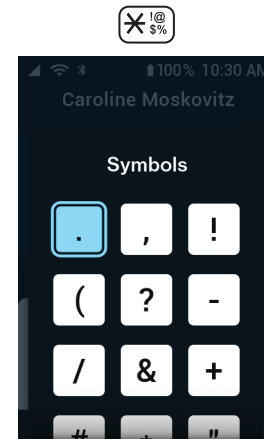 * !@
$%
100% 10:30 AM
Caroline Moskovitz
Symbols
. , !
( ? -
/ & +
# * "